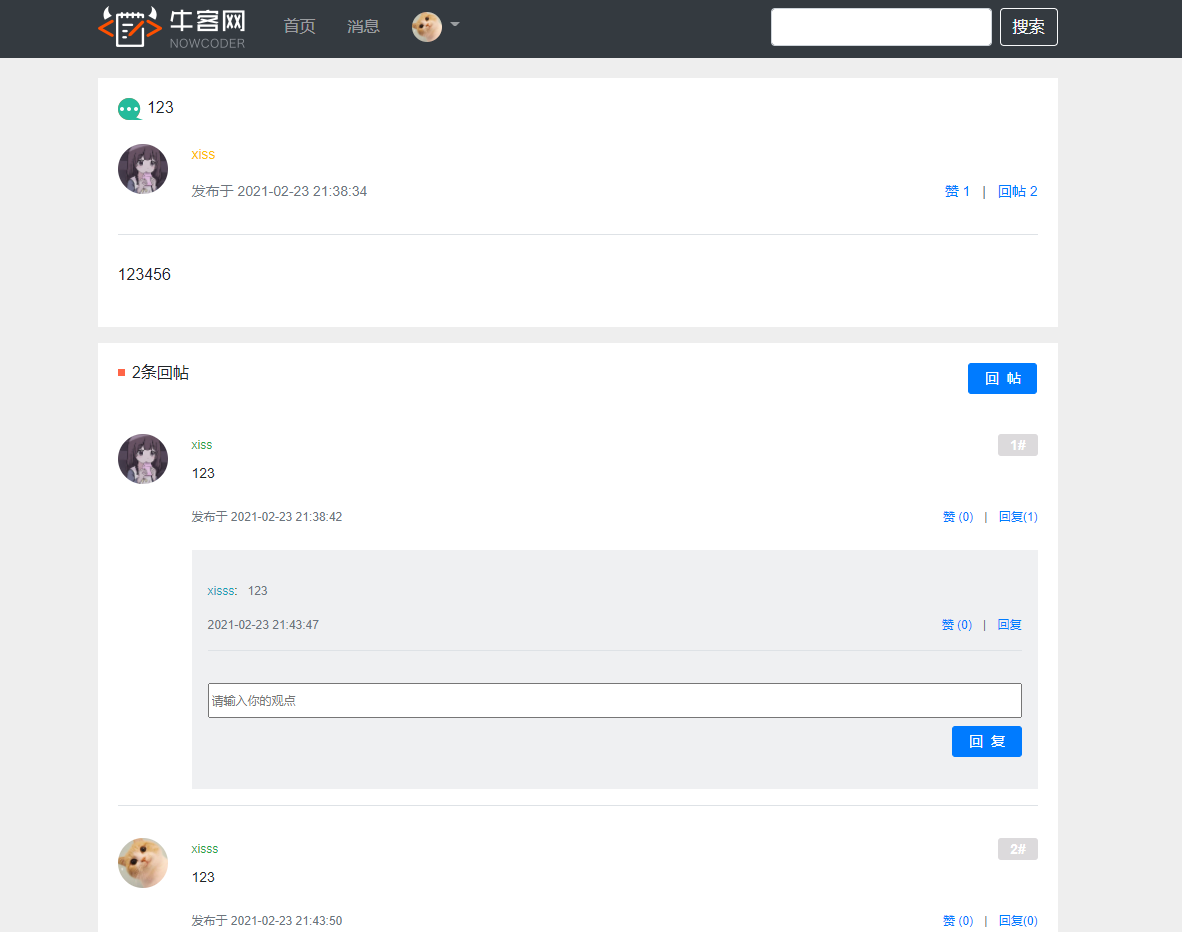 牛客网
NOWCODER
首页 消息 搜索
123
xiss
发布于 2021-02-23 21:38:34 赞 1 | 回帖 2
123456
2条回帖 回 帖
xiss 1#
123
发布于 2021-02-23 21:38:42 赞 (0) | 回复(1)
xisss: 123
2021-02-23 21:43:47 赞 (0) | 回复
请输入你的观点
回 复
xisss 2#
123
发布于 2021-02-23 21:43:50 赞 (0) | 回复(0)